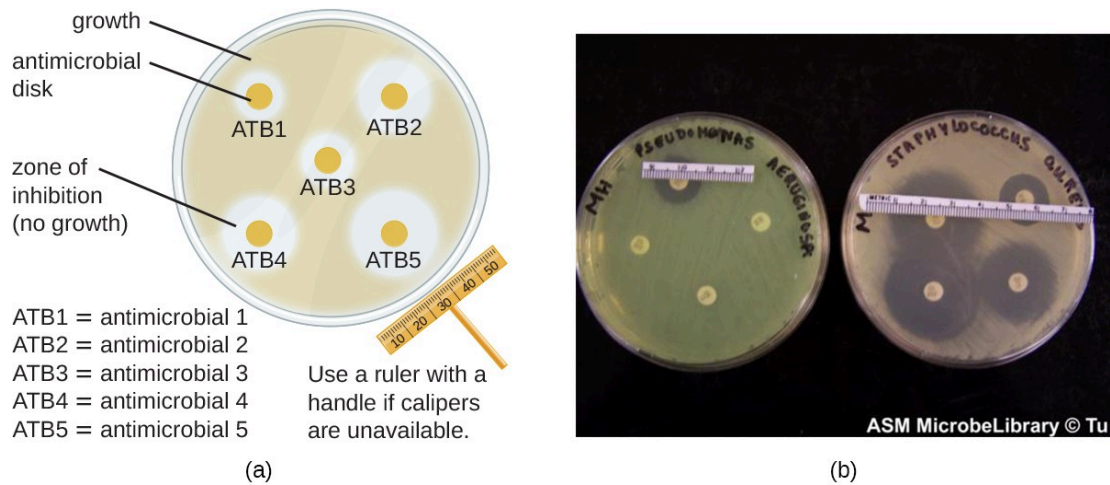 growth
antimicrobial
disk
zone of
inhibition
(no growth)
ATB1
ATB2
ATB3
ATB4
ATB5
10 20 30 40 50
ATB1 = antimicrobial 1
ATB2 = antimicrobial 2
ATB3 = antimicrobial 3
ATB4 = antimicrobial 4
ATB5 = antimicrobial 5
Use a ruler with a
handle if calipers
are unavailable.
(a)
MH
PSEUDOMONAS
AERUGINOSA
STAPHYLOCOCCUS
METRIC
ASM MicrobeLibrary © Tu
(b)